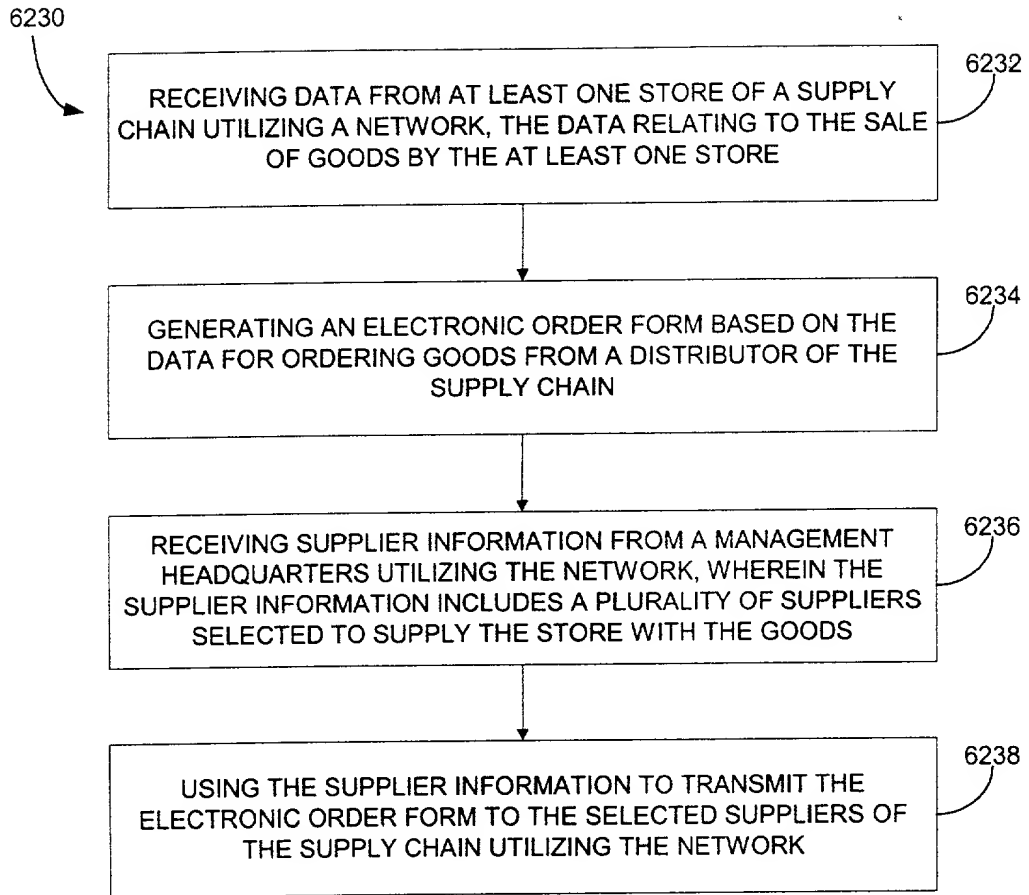 6230
6232
RECEIVING DATA FROM AT LEAST ONE STORE OF A SUPPLY
CHAIN UTILIZING A NETWORK, THE DATA RELATING TO THE SALE
OF GOODS BY THE AT LEAST ONE STORE
6234
GENERATING AN ELECTRONIC ORDER FORM BASED ON THE
DATA FOR ORDERING GOODS FROM A DISTRIBUTOR OF THE
SUPPLY CHAIN
6236
RECEIVING SUPPLIER INFORMATION FROM A MANAGEMENT
HEADQUARTERS UTILIZING THE NETWORK, WHEREIN THE
SUPPLIER INFORMATION INCLUDES A PLURALITY OF SUPPLIERS
SELECTED TO SUPPLY THE STORE WITH THE GOODS
6238
USING THE SUPPLIER INFORMATION TO TRANSMIT THE
ELECTRONIC ORDER FORM TO THE SELECTED SUPPLIERS OF
THE SUPPLY CHAIN UTILIZING THE NETWORK